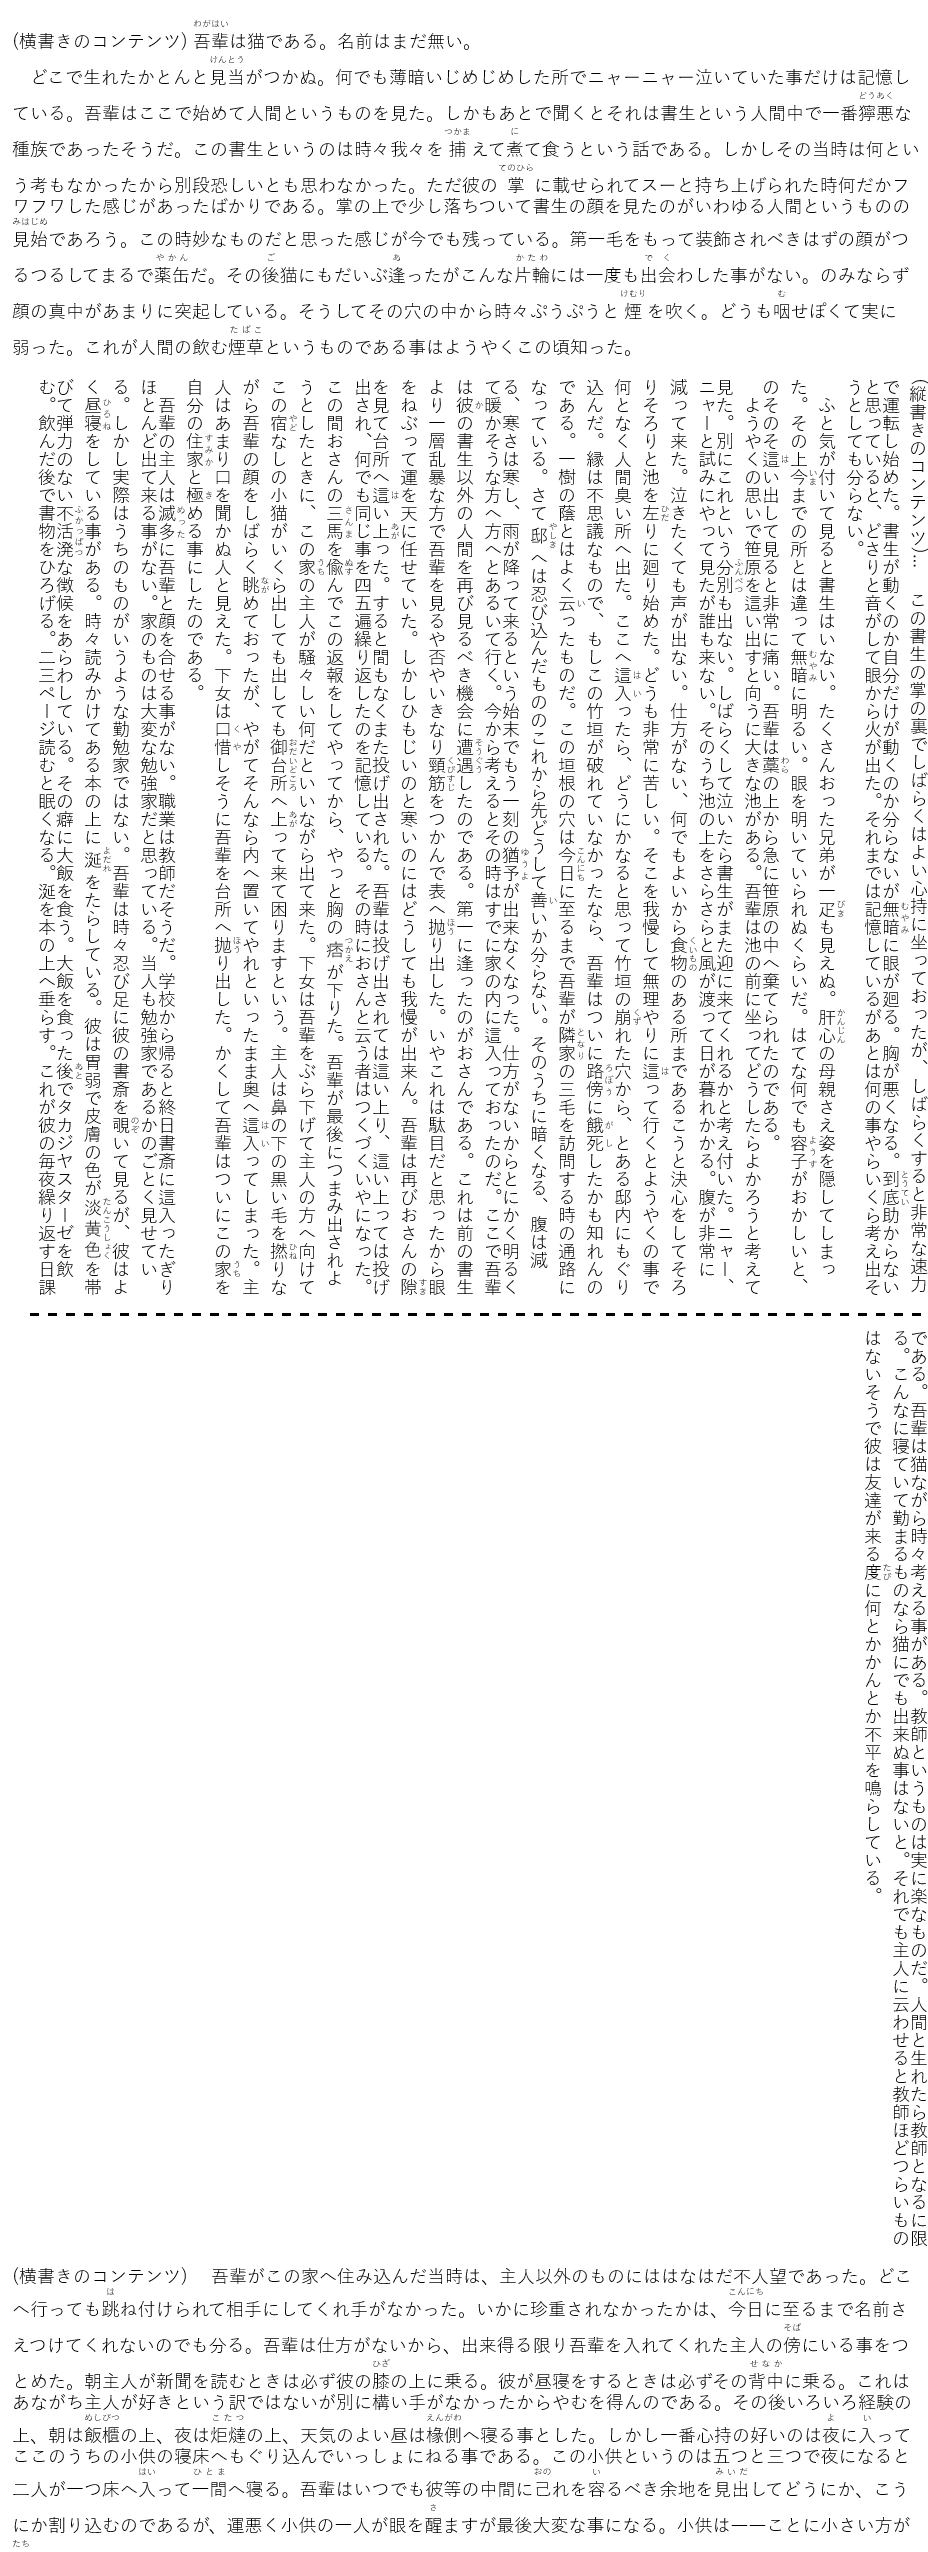 (横書きのコンテンツ) 吾輩は猫である。名前はまだ無い。
　どこで生れたかとんと見当がつかぬ。何でも薄暗いじめじめした所でニャーニャー泣いていた事だけは記憶し
ている。吾輩はここで始めて人間というものを見た。しかもあとで聞くとそれは書生という人間中で一番獰悪な
種族であったそうだ。この書生というのは時々我々を捕えて煮て食うという話である。しかしその当時は何とい
う考もなかったから別段恐しいとも思わなかった。ただ彼の掌に載せられてスーと持ち上げられた時何だかフ
ワフワした感じがあったばかりである。掌の上で少し落ちついて書生の顔を見たのがいわゆる人間というものの
見始であろう。この時妙なものだと思った感じが今でも残っている。第一毛をもって装飾されべきはずの顔がつ
るつるしてまるで薬缶だ。その後猫にもだいぶ逢ったがこんな片輪には一度も出会わした事がない。のみならず
顔の真中があまりに突起している。そうしてその穴の中から時々ぷうぷうと煙を吹く。どうも咽せぽくて実に
弱った。これが人間の飲む煙草というものである事はようやくこの頃知った。
(縦書きのコンテンツ)…　この書生の掌の裏でしばらくはよい心持に坐っておったが、しばらくすると非常な速力
で運転し始めた。書生が動くのか自分だけが動くのか分らないが無暗に眼が廻る。胸が悪くなる。到底助からない
と思っていると、どさりと音がして眼から火が出た。それまでは記憶しているがあとは何の事やらいくら考え出そ
うとしても分らない。
　ふと気が付いて見ると書生はいない。たくさんおった兄弟が一疋も見えぬ。肝心の母親さえ姿を隠してしまっ
た。その上今までの所とは違って無暗に明るい。眼を明いていられぬくらいだ。はてな何でも容子がおかしいと、
のそのそ這い出して見ると非常に痛い。吾輩は藁の上から急に笹原の中へ棄てられたのである。
　ようやくの思いで笹原を這い出すと向うに大きな池がある。吾輩は池の前に坐ってどうしたらよかろうと考えて
見た。別にこれという分別も出ない。しばらくして泣いたら書生がまた迎に来てくれるかと考え付いた。ニャー、
ニャーと試みにやって見たが誰も来ない。そのうち池の上をさらさらと風が渡って日が暮れかかる。腹が非常に
減って来た。泣きたくても声が出ない。仕方がない、何でもよいから食物のある所まであるこうと決心をしてそろ
りそろりと池を左りに廻り始めた。どうも非常に苦しい。そこを我慢して無理やりに這って行くとようやくの事で
何となく人間臭い所へ出た。ここへ這入ったら、どうにかなると思って竹垣の崩れた穴から、とある邸内にもぐり
込んだ。縁は不思議なもので、もしこの竹垣が破れていなかったなら、吾輩はついに路傍に餓死したかも知れんの
である。一樹の蔭とはよく云ったものだ。この垣根の穴は今日に至るまで吾輩が隣家の三毛を訪問する時の通路に
なっている。さて邸へは忍び込んだもののこれから先どうして善いか分らない。そのうちに暗くなる、腹は減
る、寒さは寒し、雨が降って来るという始末でもう一刻の猶予が出来なくなった。仕方がないからとにかく明るく
て暖かそうな方へ方へとあるいて行く。今から考えるとその時はすでに家の内に這入っておったのだ。ここで吾輩
は彼の書生以外の人間を再び見るべき機会に遭遇したのである。第一に逢ったのがおさんである。これは前の書生
より一層乱暴な方で吾輩を見るや否やいきなり頸筋をつかんで表へ抛り出した。いやこれは駄目だと思ったから眼
をねぶって運を天に任せていた。しかしひもじいのと寒いのにはどうしても我慢が出来ん。吾輩は再びおさんの隙
を見て台所へ這い上った。すると間もなくまた投げ出された。吾輩は投げ出されては這い上り、這い上っては投げ
出され、何でも同じ事を四五遍繰り返したのを記憶している。その時におさんと云う者はつくづくいやになった。
この間おさんの三馬を偸んでこの返報をしてやってから、やっと胸の痞が下りた。吾輩が最後につまみ出されよ
うとしたときに、この家の主人が騒々しい何だといいながら出て来た。下女は吾輩をぶら下げて主人の方へ向けて
この宿なしの小猫がいくら出しても出しても御台所へ上って来て困りますという。主人は鼻の下の黒い毛を撚りな
がら吾輩の顔をしばらく眺めておったが、やがてそんなら内へ置いてやれといったまま奥へ這入ってしまった。主
人はあまり口を聞かぬ人と見えた。下女は口惜しそうに吾輩を台所へ抛り出した。かくして吾輩はついにこの家を
自分の住家と極める事にしたのである。
　吾輩の主人は滅多に吾輩と顔を合せる事がない。職業は教師だそうだ。学校から帰ると終日書斎に這入ったぎり
ほとんど出て来る事がない。家のものは大変な勉強家だと思っている。当人も勉強家であるかのごとく見せてい
る。しかし実際はうちのものがいうような勤勉家ではない。吾輩は時々忍び足に彼の書斎を覗いて見るが、彼はよ
く昼寝をしている事がある。時々読みかけてある本の上に涎をたらしている。彼は胃弱で皮膚の色が淡黄色を帯
びて弾力のない不活溌な徴候をあらわしている。その癖に大飯を食う。大飯を食った後でタカジヤスターゼを飲
む。飲んだ後で書物をひろげる。二三ページ読むと眠くなる。涎を本の上へ垂らす。これが彼の毎夜繰り返す日課
である。吾輩は猫ながら時々考える事がある。教師というものは実に楽なものだ。人間と生れたら教師となるに限
る。こんなに寝ていて勤まるものなら猫にでも出来ぬ事はないと。それでも主人に云わせると教師ほどつらいもの
はないそうで彼は友達が来る度に何とかかんとか不平を鳴らしている。
(横書きのコンテンツ)　吾輩がこの家へ住み込んだ当時は、主人以外のものにははなはだ不人望であった。どこ
へ行っても跳ね付けられて相手にしてくれ手がなかった。いかに珍重されなかったかは、今日に至るまで名前さ
えつけてくれないのでも分る。吾輩は仕方がないから、出来得る限り吾輩を入れてくれた主人の傍にいる事をつ
とめた。朝主人が新聞を読むときは必ず彼の膝の上に乗る。彼が昼寝をするときは必ずその背中に乗る。これは
あながち主人が好きという訳ではないが別に構い手がなかったからやむを得んのである。その後いろいろ経験の
上、朝は飯櫃の上、夜は炬燵の上、天気のよい昼は椽側へ寝る事とした。しかし一番心持の好いのは夜に入って
ここのうちの小供の寝床へもぐり込んでいっしょにねる事である。この小供というのは五つと三つで夜になると
二人が一つ床へ入って一間へ寝る。吾輩はいつでも彼等の中間に己れを容るべき余地を見出してどうにか、こう
にか割り込むのであるが、運悪く小供の一人が眼を醒ますが最後大変な事になる。小供は――ことに小さい方が
たち